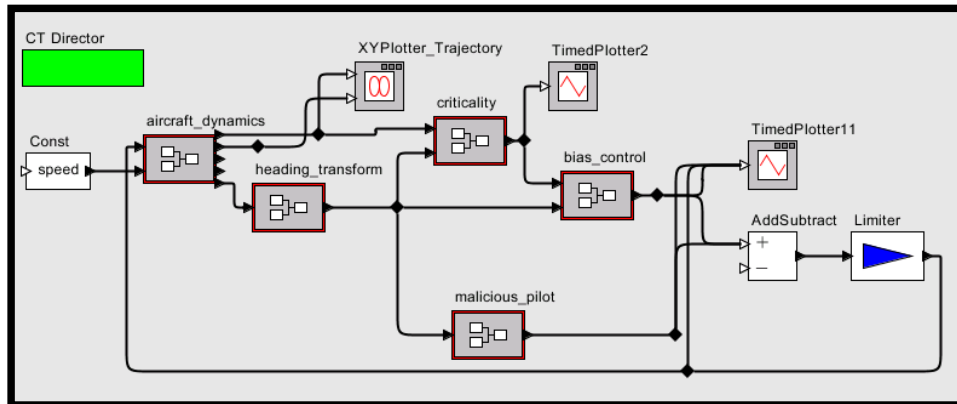 CT Director
XYPlotter_Trajectory
TimedPlotter2
aircraft_dynamics
criticality
Const
speed
TimedPlotter11
heading_transform
bias_control
AddSubtract
Limiter
+
−
malicious_pilot